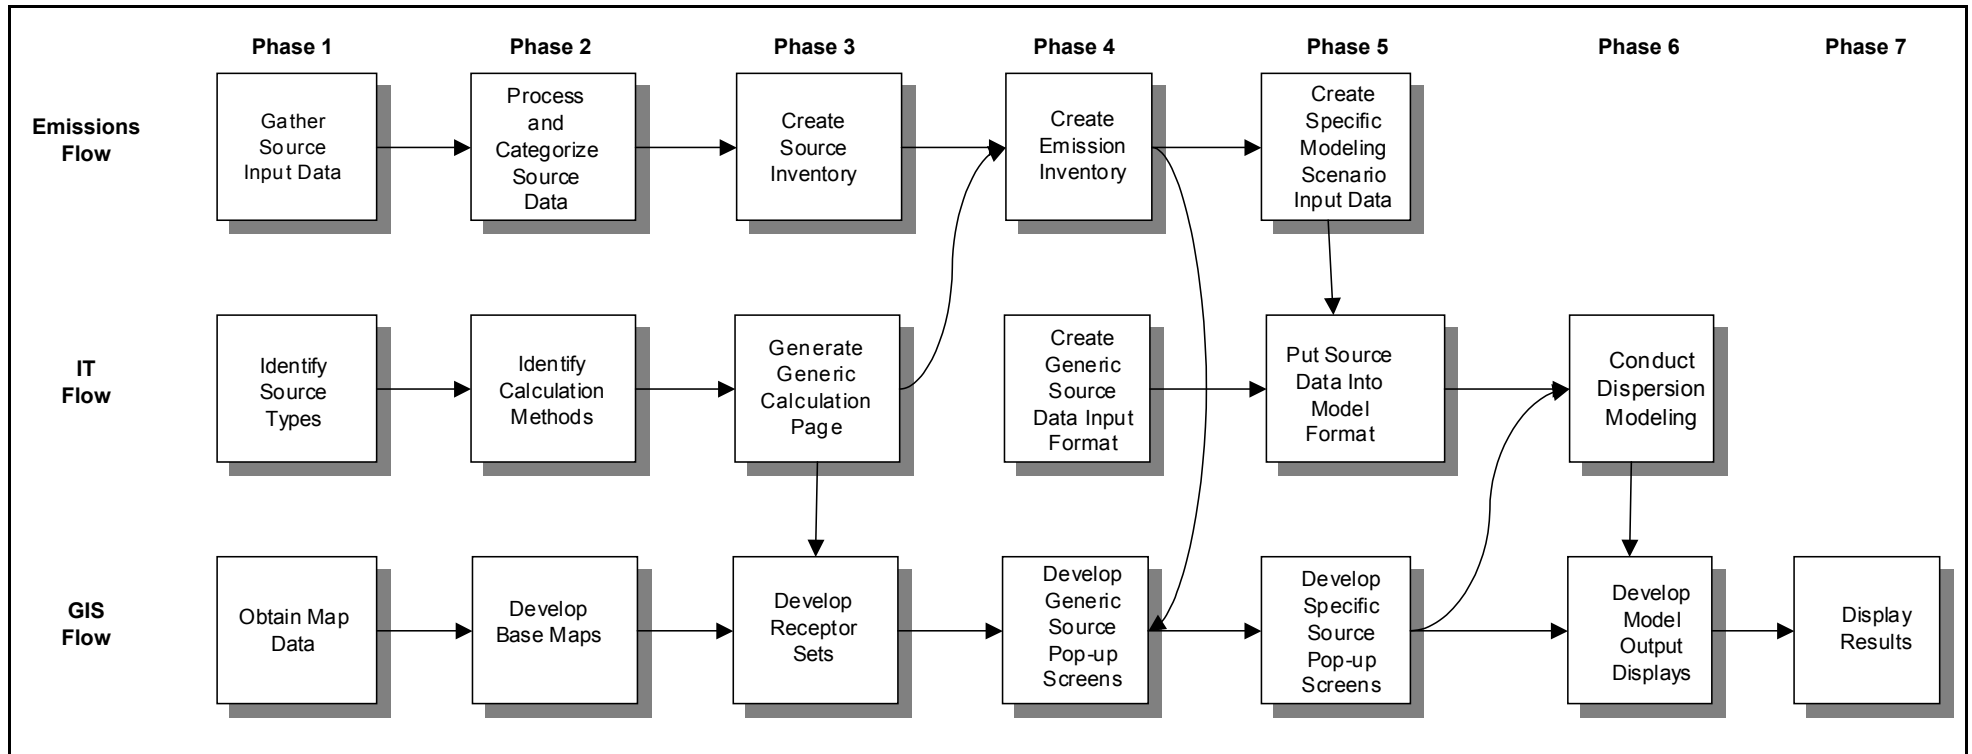 Phase 1
Phase 2
Phase 3
Phase 4
Phase 5
Phase 6
Phase 7
Emissions
Flow
Gather
Source
Input Data
Process
and
Categorize
Source
Data
Create
Source
Inventory
Create
Emission
Inventory
Create
Specific
Modeling
Scenario
Input Data
IT
Flow
Identify
Source
Types
Identify
Calculation
Methods
Generate
Generic
Calculation
Page
Create
Generic
Source
Data Input
Format
Put Source
Data Into
Model
Format
Conduct
Dispersion
Modeling
GIS
Flow
Obtain Map
Data
Develop
Base Maps
Develop
Receptor
Sets
Develop
Generic
Source
Pop-up
Screens
Develop
Specific
Source
Pop-up
Screens
Develop
Model
Output
Displays
Display
Results